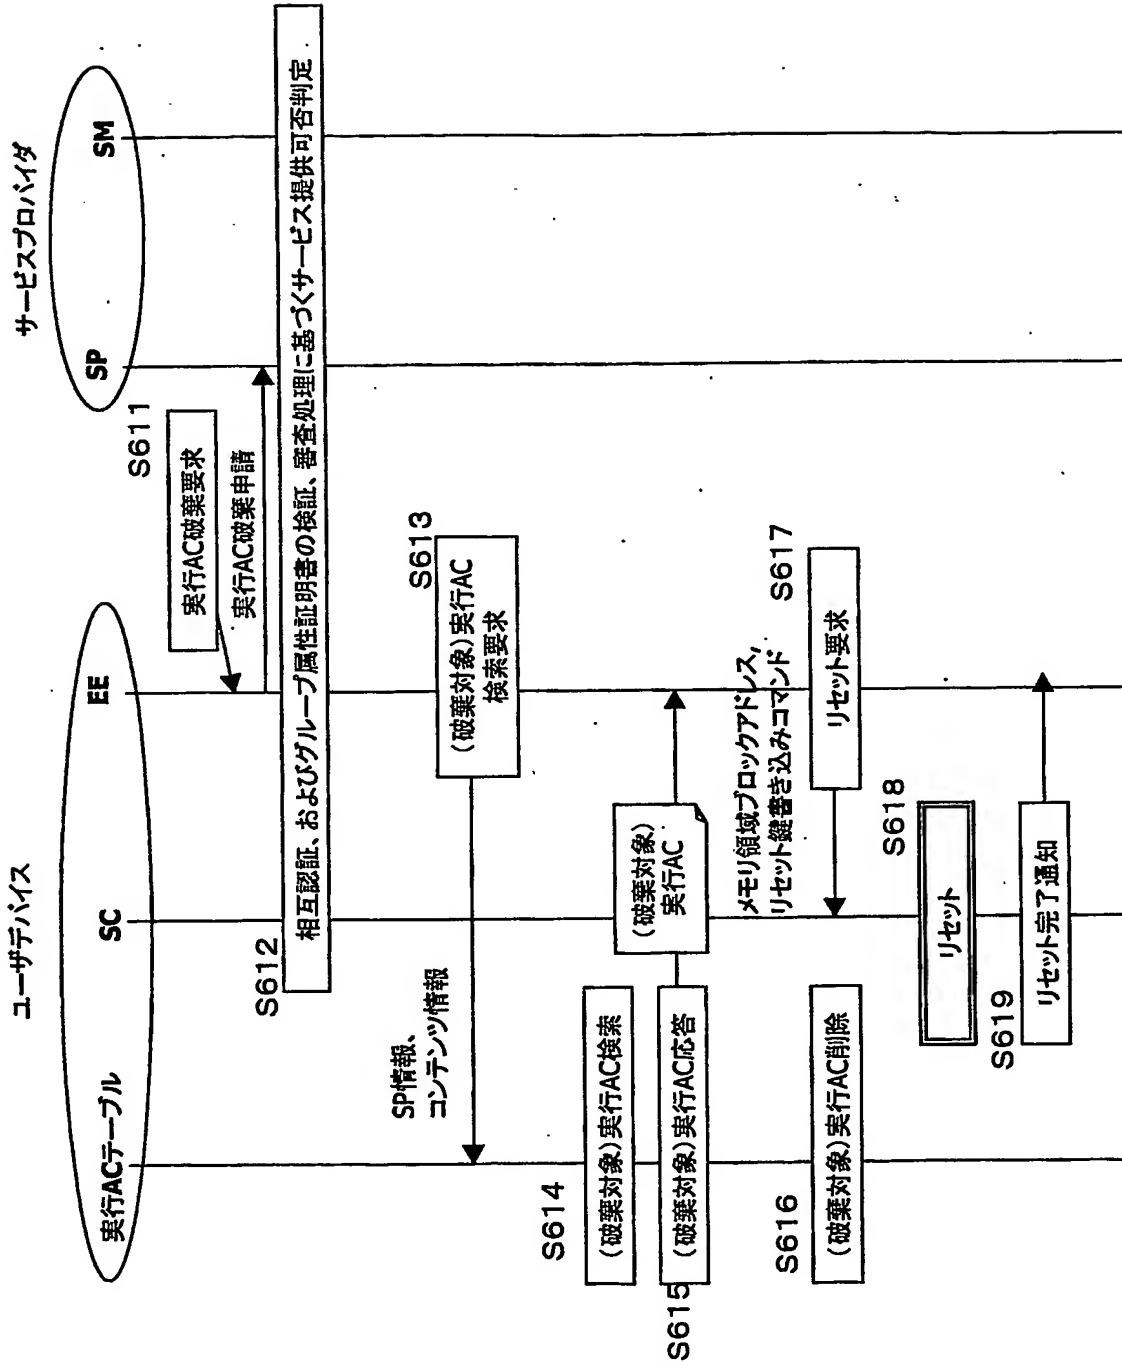 ユーザデバイス
サービスプロバイダ
実行ACテーブル
SC
EE
SP
SM
S611
実行AC破棄要求
実行AC破棄申請
S612
相互認証、およびグループ属性証明書の検証、審査処理に基づくサービス提供可否判定
S613
(破棄対象)実行AC
検索要求
SP情報、
コンテンツ情報
S614
(破棄対象)実行AC検索
S615
(破棄対象)実行AC応答
(破棄対象)
実行AC
S616
(破棄対象)実行AC削除
メモリ領域ブロックアドレス,
リセット鍵書き込みコマンド
S617
リセット要求
S618
リセット
S619
リセット完了通知